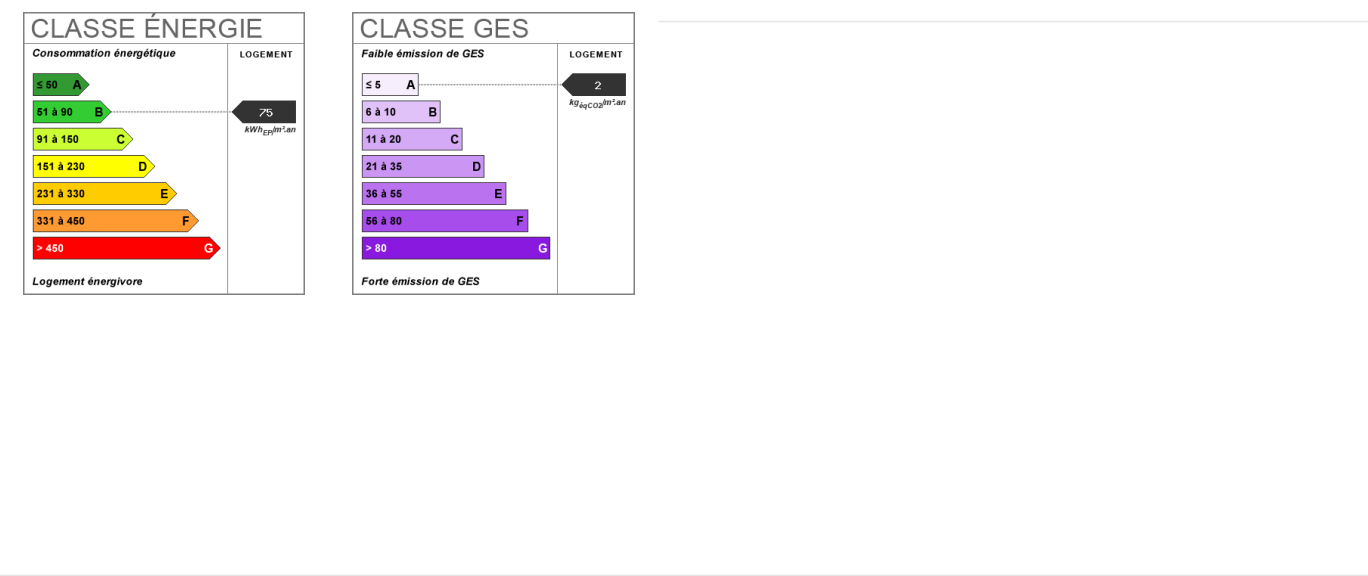 CLASSE ÉNERGIE
Consommation énergétique
LOGEMENT
≤ 50 A
51 à 90 B
75
kWhEP/m².an
91 à 150 C
151 à 230 D
231 à 330 E
331 à 450 F
> 450 G
Logement énergivore
CLASSE GES
Faible émission de GES
LOGEMENT
≤ 5 A
2
kgéqCO2/m².an
6 à 10 B
11 à 20 C
21 à 35 D
36 à 55 E
56 à 80 F
> 80 G
Forte émission de GES